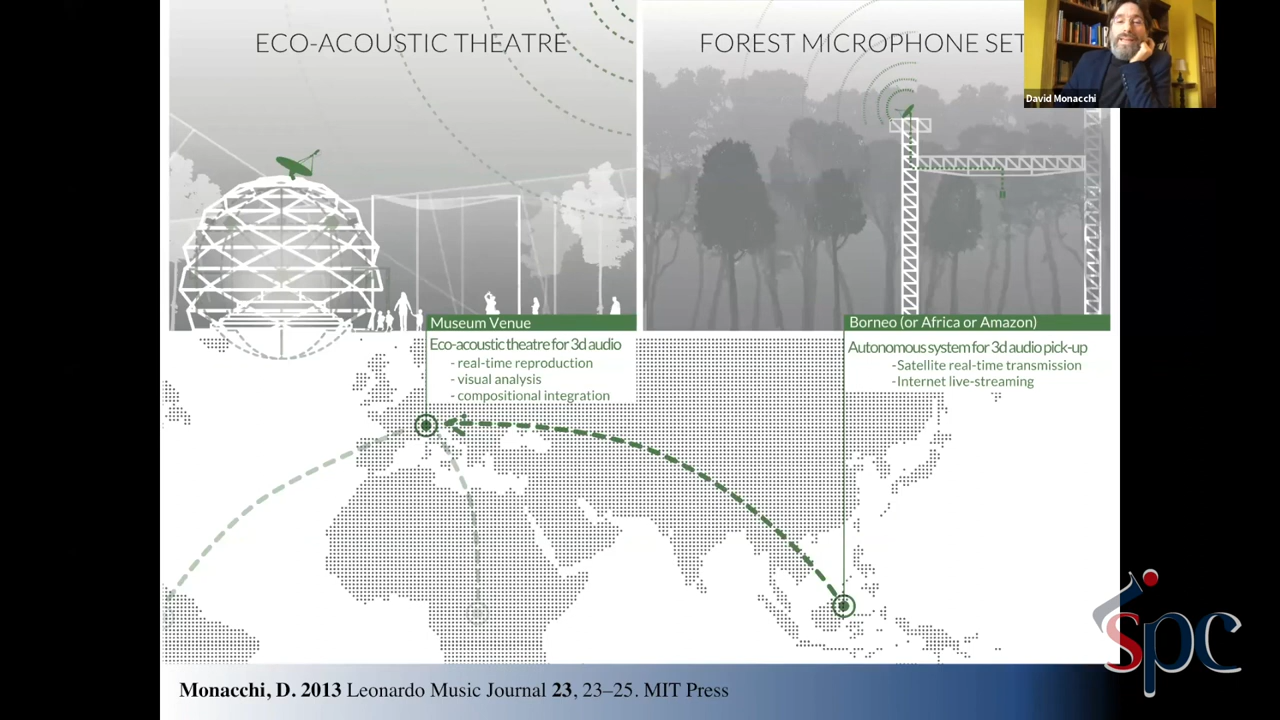 ECO-ACOUSTIC THEATRE
FOREST MICROPHONE SET
David Monacchi
Museum Venue
Eco-acoustic theatre for 3d audio
- real-time reproduction
- visual analysis
- compositional integration
Borneo (or Africa or Amazon)
Autonomous system for 3d audio pick-up
-Satellite real-time transmission
-Internet live-streaming
spc
Monacchi, D. 2013 Leonardo Music Journal 23, 23–25. MIT Press